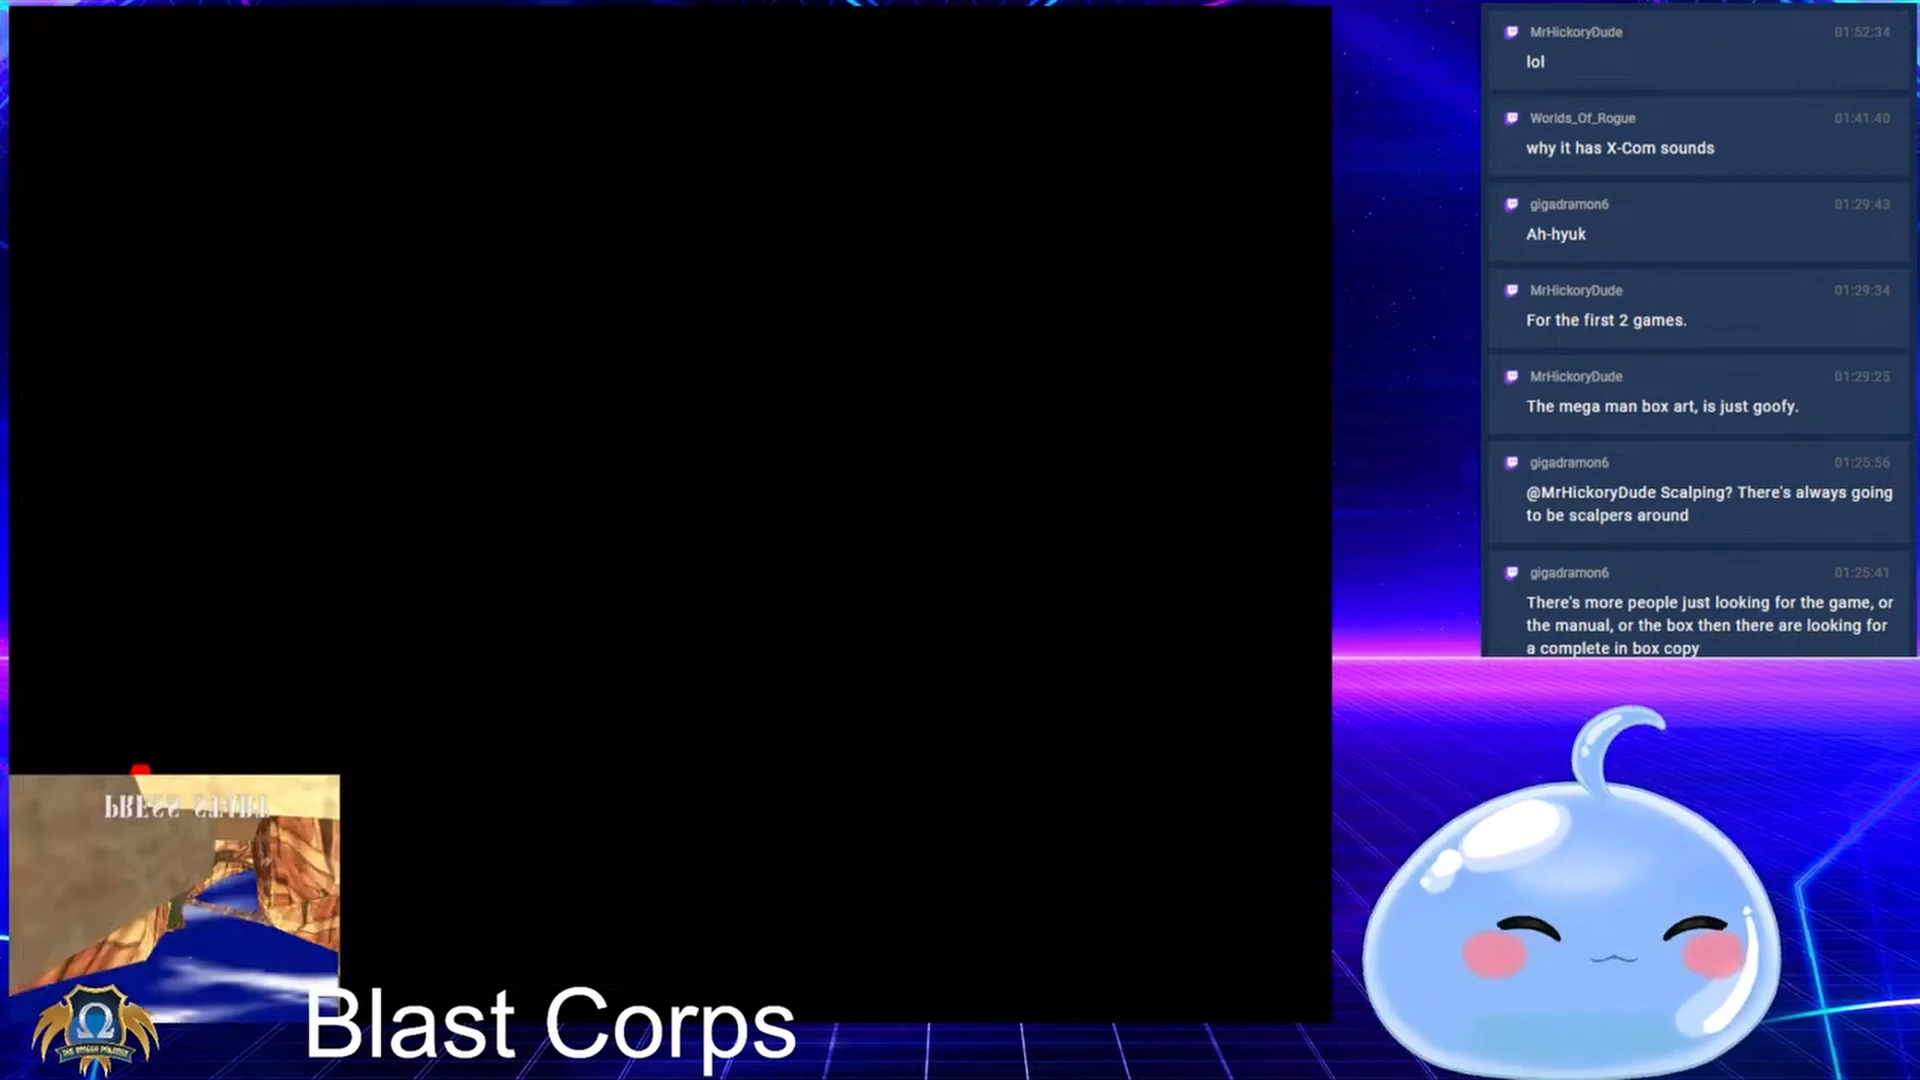 MrHickoryDude 01:52:34
lol
Worlds_Of_Rogue 01:41:40
why it has X-Com sounds
gigadramon6 01:29:43
Ah-hyuk
MrHickoryDude 01:29:34
For the first 2 games.
MrHickoryDude 01:29:25
The mega man box art, is just goofy.
gigadramon6 01:25:56
@MrHickoryDude Scalping? There's always going
to be scalpers around
gigadramon6 01:25:41
There's more people just looking for the game, or
the manual, or the box then there are looking for
a complete in box copy
PRESS START
Ω
Blast Corps